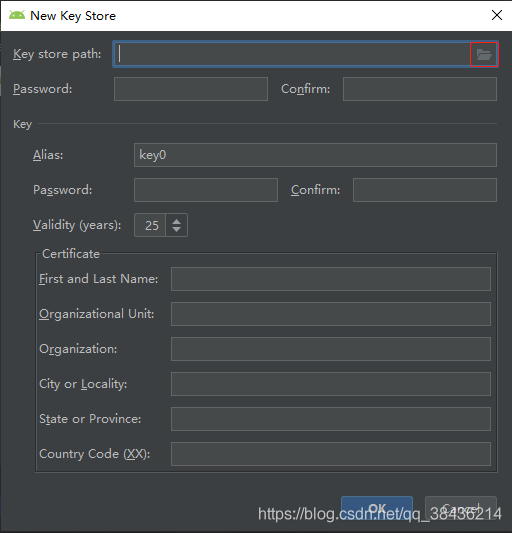 New Key Store
Key store path:
Password: Confirm:
Key
Alias: key0
Password: Confirm:
Validity (years): 25
Certificate
First and Last Name:
Organizational Unit:
Organization:
City or Locality:
State or Province:
Country Code (XX):
OK Cancel
https://blog.csdn.net/qq_38436214